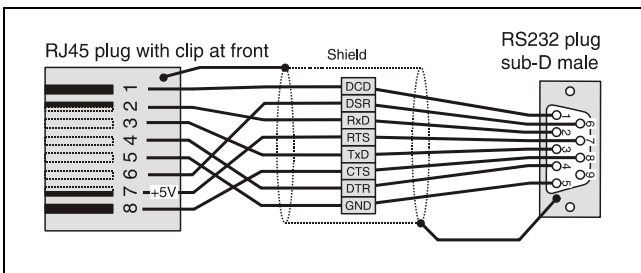 RJ45 plug with clip at front
Shield
RS232 plug
sub-D male
1
2
3
4
5
6
7
8
+5V
DCD
DSR
RxD
RTS
TxD
CTS
DTR
GND
1
6
2
7
3
8
4
9
5